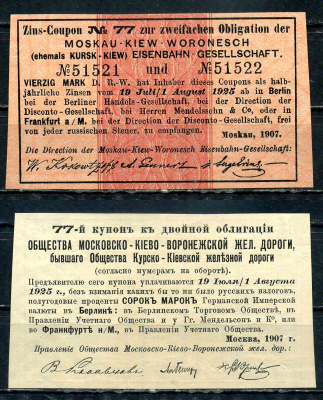 Zins-Coupon № 77 zur zweifachen Obligation der
MOSKAU-KIEW-WORONESCH
(ehemals KURSK-KIEW) EISENBAHN-GESELLSCHAFT.
№51521 und №51522
VIERZIG MARK D. R.-W. hat Inhaber dieses Coupons als halb-
jährliche Zinsen vom 19 Juli/1 August 1925 ab in Berlin
bei der Berliner Handels-Gesellschaft, bei der Direction der
Disconto-Gesellschaft, bei Herren Mendelssohn & Co, oder in
Frankfurt a/M. bei der Direction der Disconto-Gesellschaft, frei
von jeder russischen Steuer, zu empfangen.
Moskau, 1907.
Die Direction der Moskau-Kiew-Woronesch Eisenbahn-Gesellschaft:
77-й купонъ къ двойной облигаціи
ОБЩЕСТВА МОСКОВСКО-КІЕВО-ВОРОНЕЖСКОЙ ЖЕЛ. ДОРОГИ,
бывшаго Общества Курско-Кіевской желѣзной дороги
(согласно нумерамъ на оборотѣ).
Предъявителю сего купона уплачиваются 19 Іюля/1 Августа
1925 г., безъ взиманія какихъ бы то ни было русскихъ налоговъ,
полугодовые проценты СОРОКЪ МАРОКЪ Германской Имперской
валюты въ БЕРЛИНѢ: въ Берлинскомъ Торговомъ Обществѣ, въ
Правленіи Учетнаго Общества и у Гг. Мендельсонъ и Ко, или
во ФРАНКФУРТѢ н/М., въ Правленіи Учетнаго Общества.
Москва, 1907 г.
Правленіе Общества Московско-Кіево-Воронежской жел. дор.: